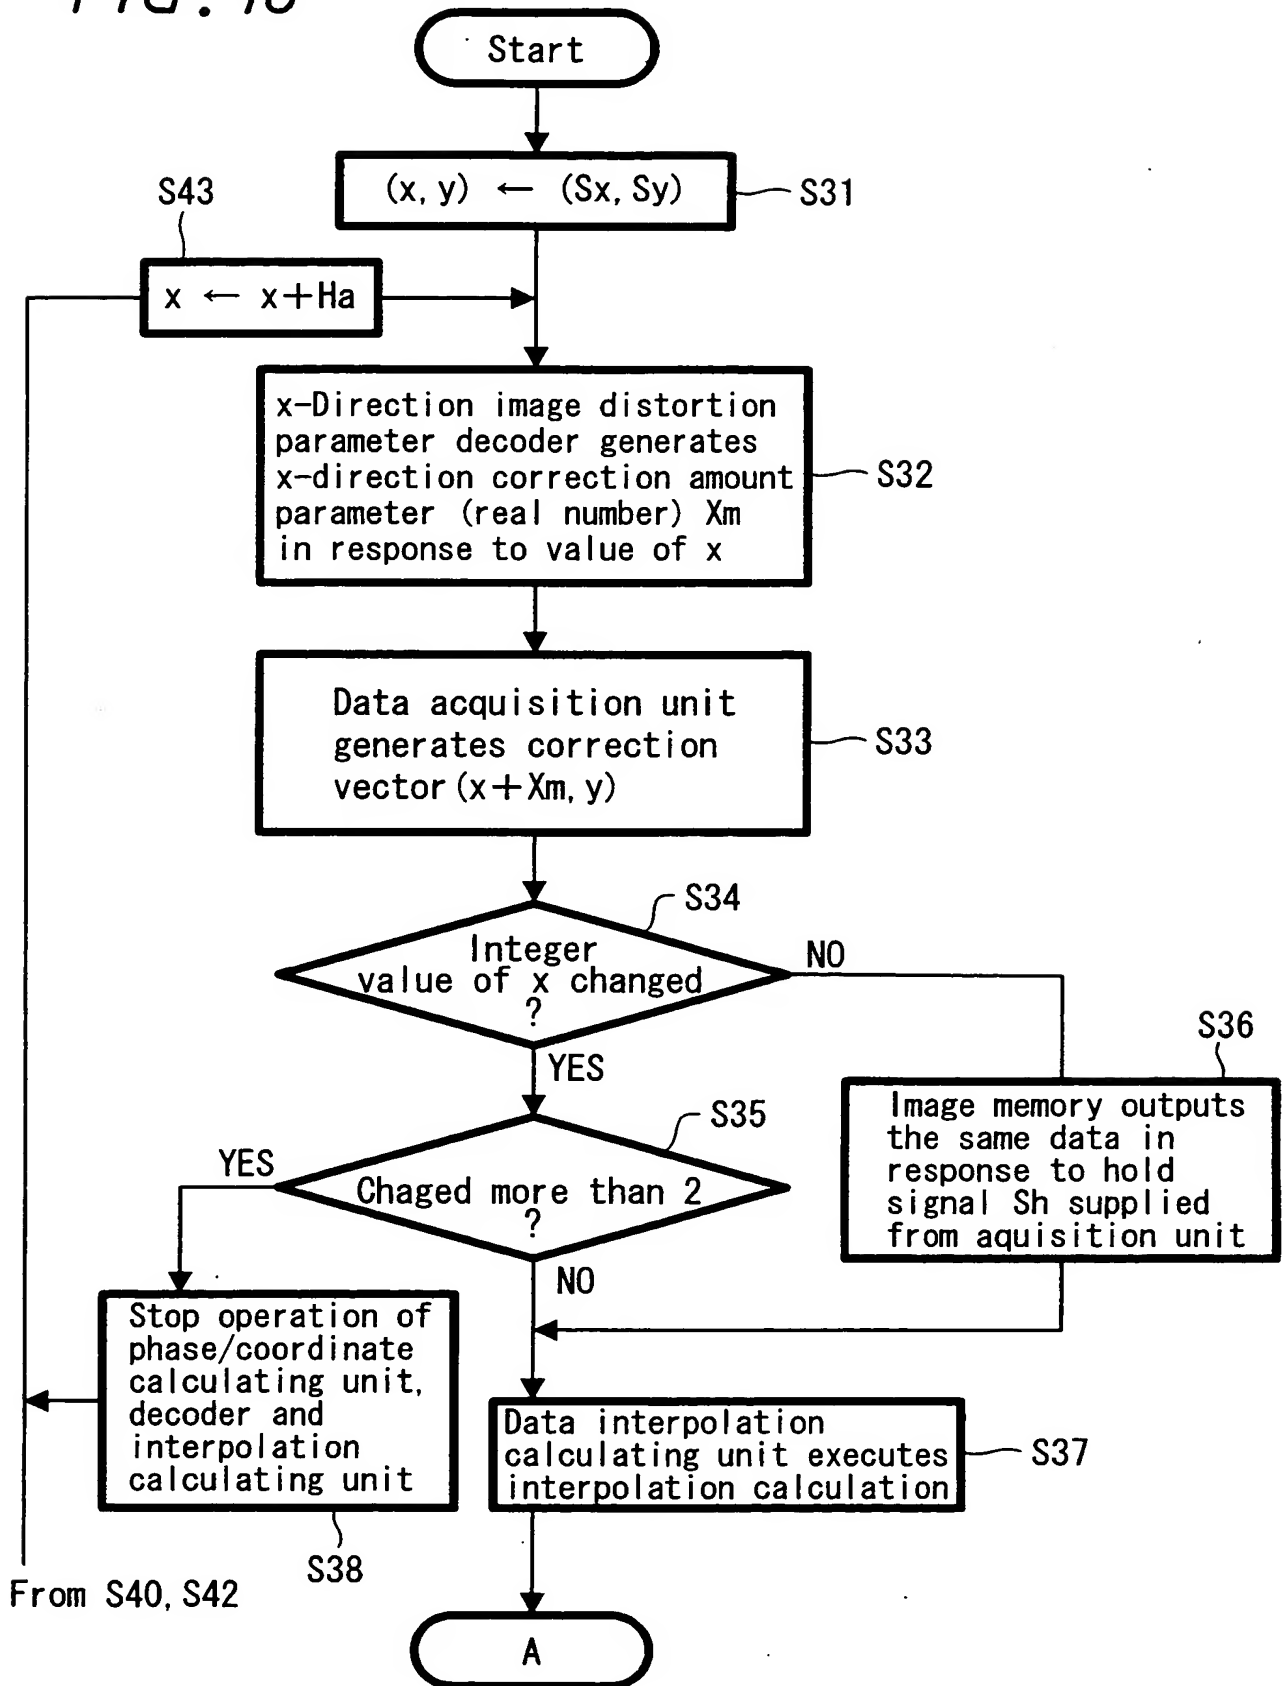 Start
(x, y) ← (Sx, Sy)
S31
S43
x ← x+Ha
x-Direction image distortion
parameter decoder generates
x-direction correction amount
parameter (real number) Xm
in response to value of x
S32
Data acquisition unit
generates correction
vector (x+Xm, y)
S33
S34
Integer
value of x changed
?
NO
YES
S36
Image memory outputs
the same data in
response to hold
signal Sh supplied
from aquisition unit
S35
Chaged more than 2
?
YES
NO
Stop operation of
phase/coordinate
calculating unit,
decoder and
interpolation
calculating unit
S38
Data interpolation
calculating unit executes
interpolation calculation
S37
From S40, S42
A